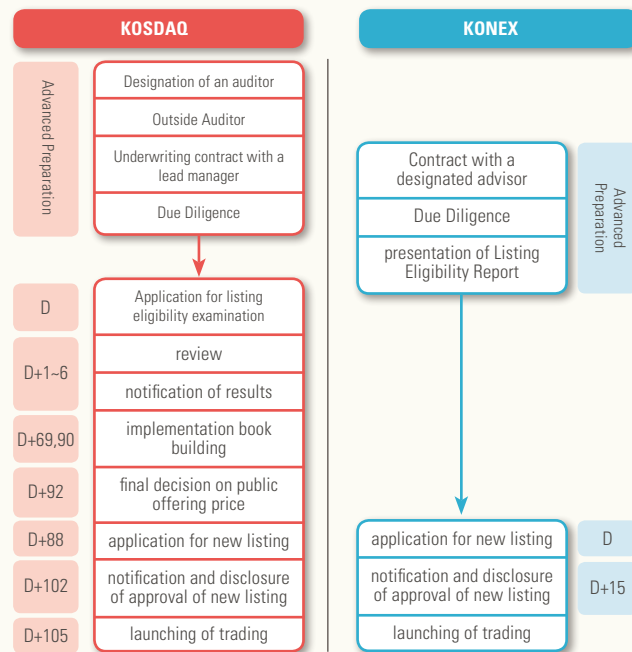 KOSDAQ
Advanced Preparation
Designation of an auditor
Outside Auditor
Underwriting contract with a
lead manager
Due Diligence
D
Application for listing
eligibility examination
D+1~6
review
notification of results
D+69,90
implementation book
building
D+92
final decision on public
offering price
D+88
application for new listing
D+102
notification and disclosure
of approval of new listing
D+105
launching of trading
KONEX
Contract with a
designated advisor
Due Diligence
presentation of Listing
Eligibility Report
Advanced
Preparation
application for new listing
D
notification and disclosure
of approval of new listing
D+15
launching of trading